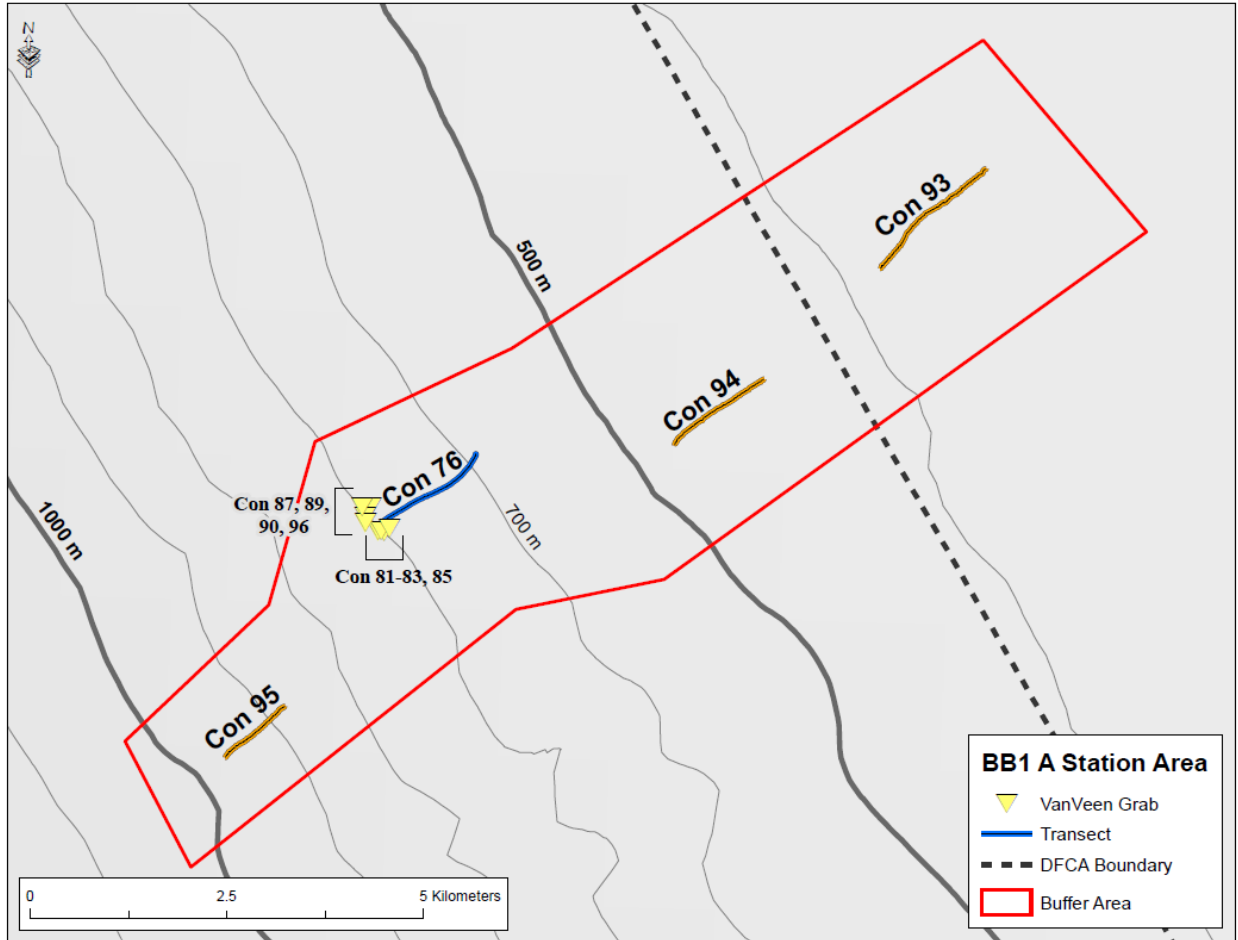 N
Con 93
500 m
Con 94
Con 76
Con 87, 89,
90, 96
700 m
1000 m
Con 81-83, 85
Con 95
BB1 A Station Area
VanVeen Grab
Transect
DFCA Boundary
Buffer Area
0 2.5 5 Kilometers